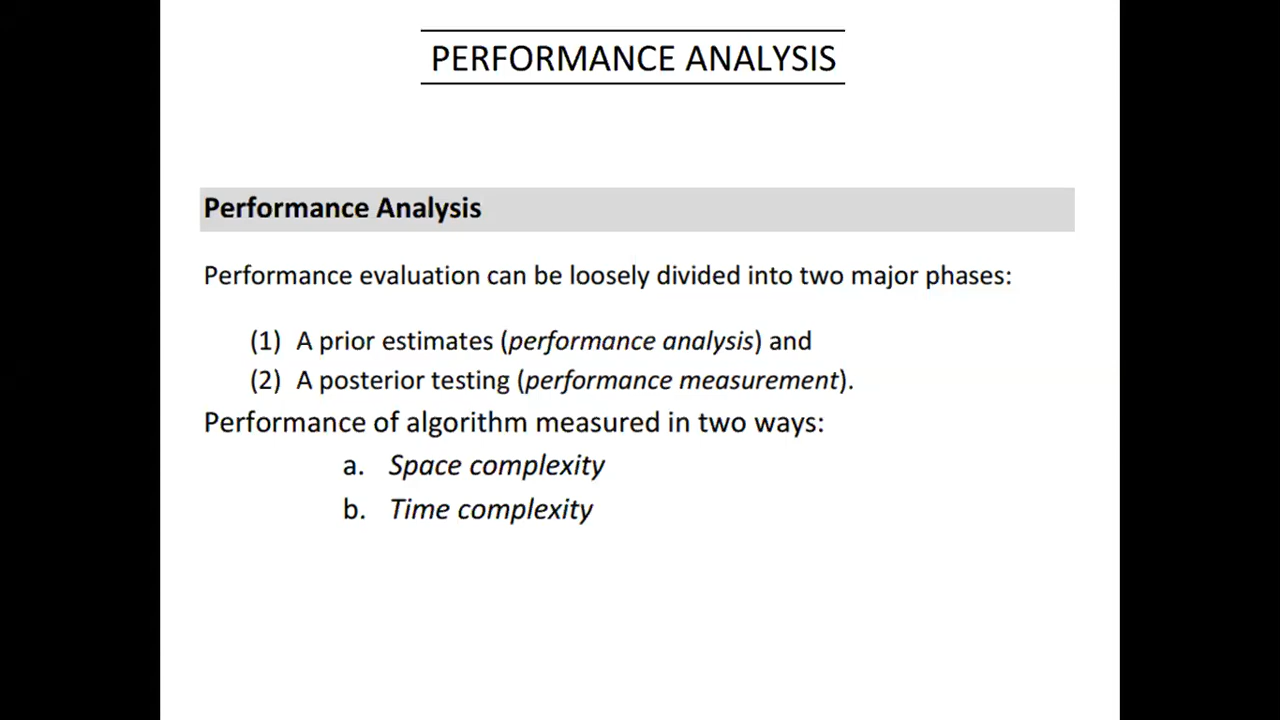 PERFORMANCE ANALYSIS
Performance Analysis
Performance evaluation can be loosely divided into two major phases:
(1) A prior estimates (performance analysis) and
(2) A posterior testing (performance measurement).
Performance of algorithm measured in two ways:
a. Space complexity
b. Time complexity